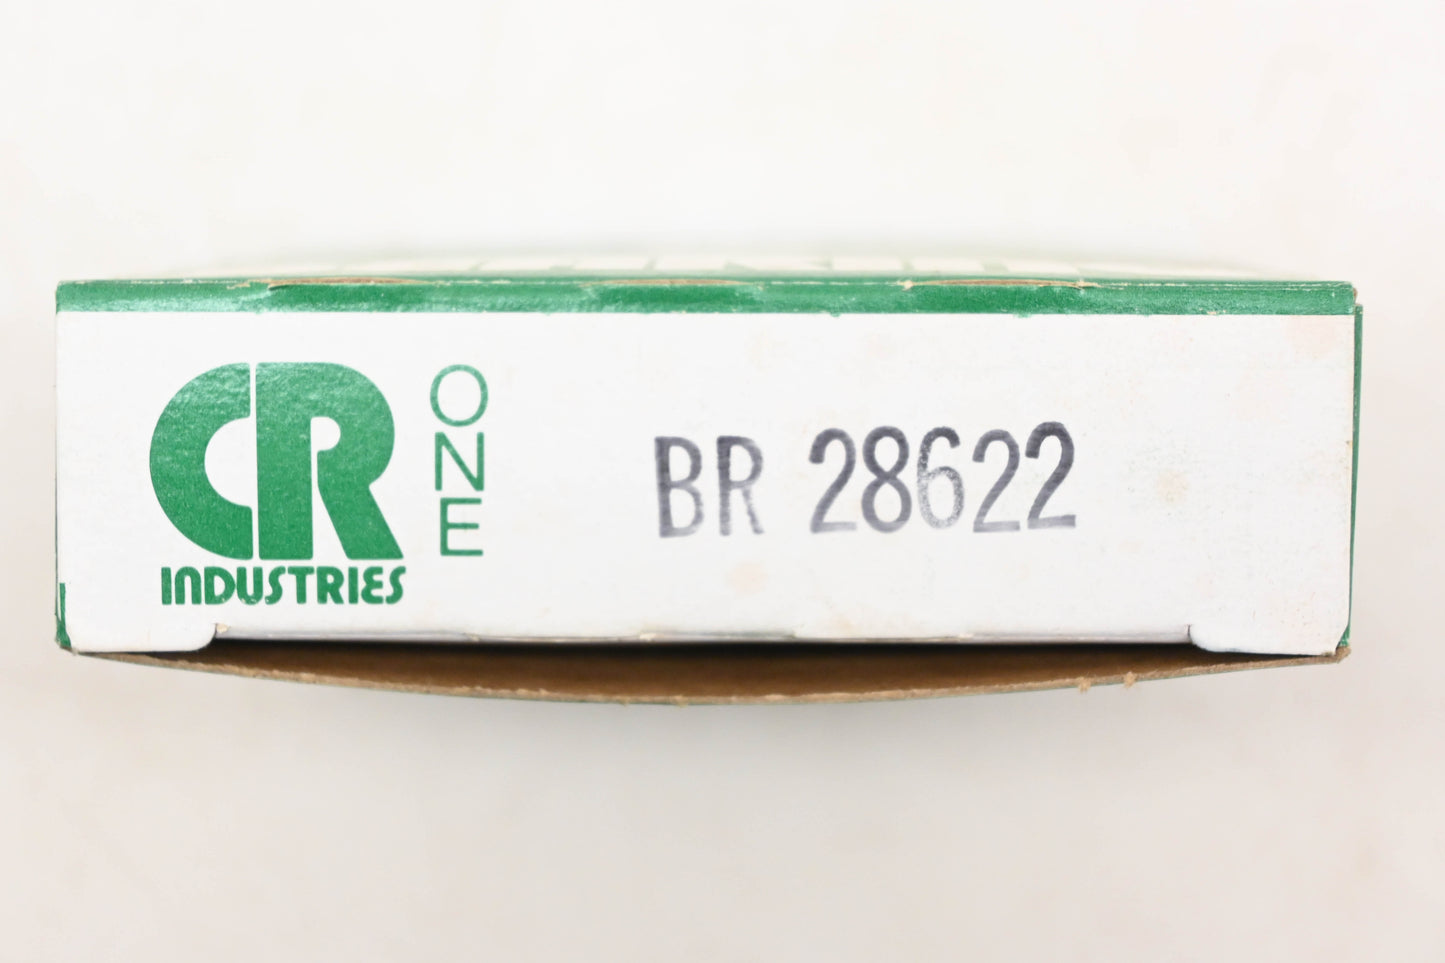 CR
INDUSTRIES
ONE
BR 28622